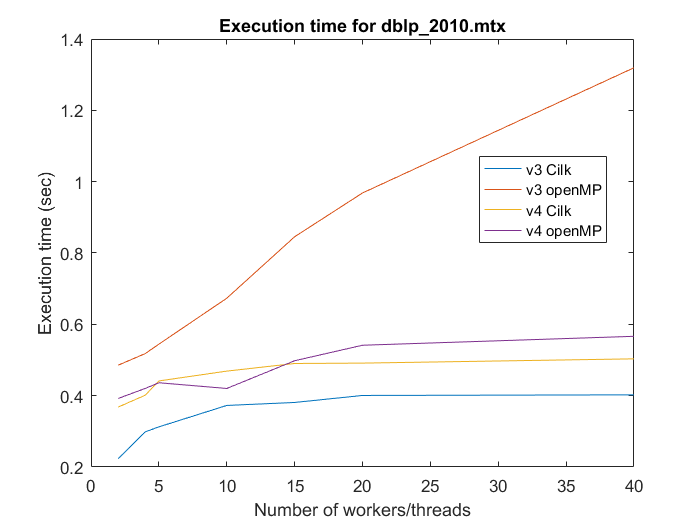 Execution time for dblp_2010.mtx
1.4
1.2
1
0.8
0.6
0.4
0.2
Execution time (sec)
v3 Cilk
v3 openMP
v4 Cilk
v4 openMP
0 5 10 15 20 25 30 35 40
Number of workers/threads